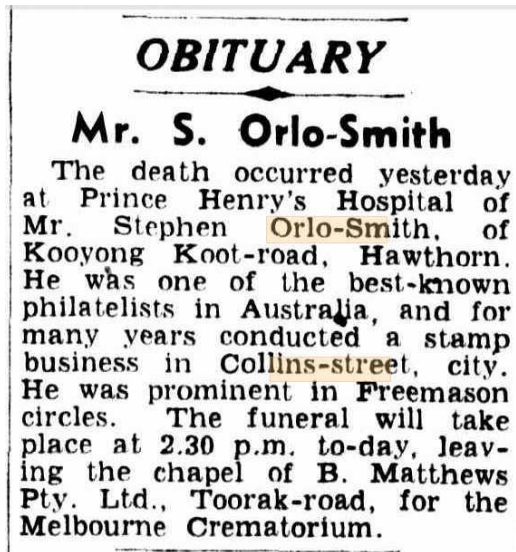 OBITUARY
Mr. S. Orlo-Smith
The death occurred yesterday
at Prince Henry's Hospital of
Mr. Stephen Orlo-Smith, of
Kooyong Koot-road, Hawthorn.
He was one of the best-known
philatelists in Australia, and for
many years conducted a stamp
business in Collins-street, city.
He was prominent in Freemason
circles. The funeral will take
place at 2.30 p.m. to-day, leav-
ing the chapel of B. Matthews
Pty. Ltd., Toorak-road, for the
Melbourne Crematorium.